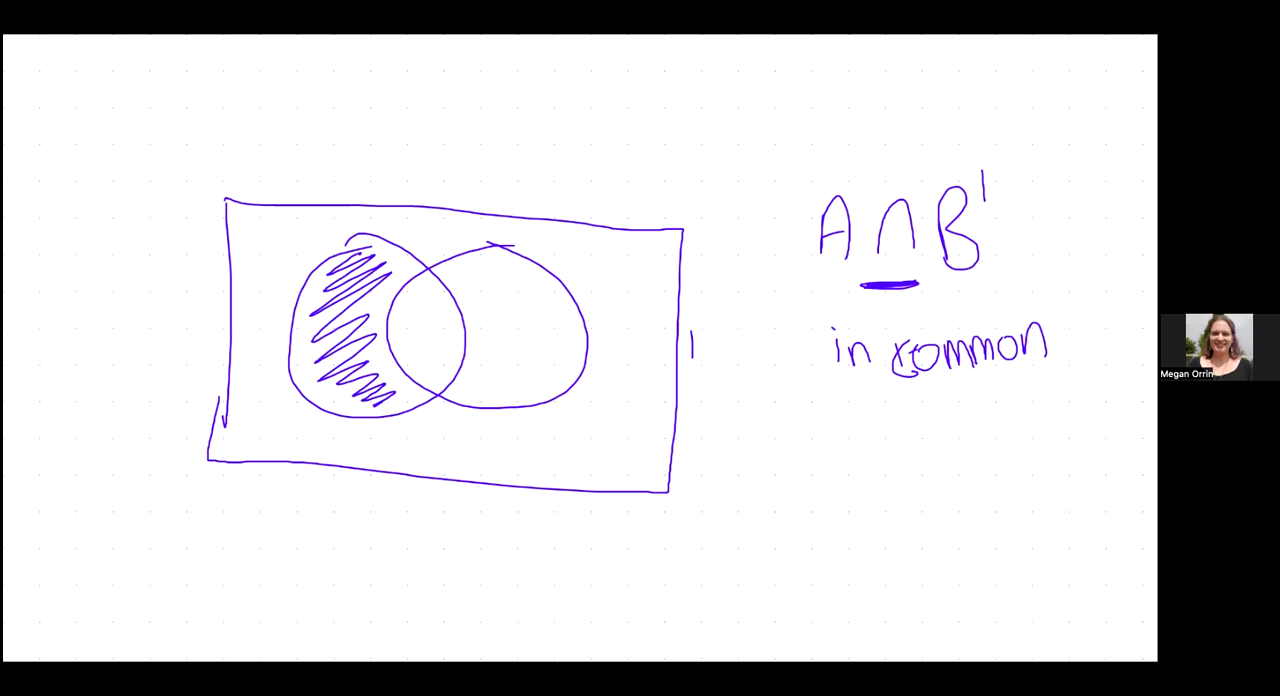 A ∩ B'
in common
Megan Orrin